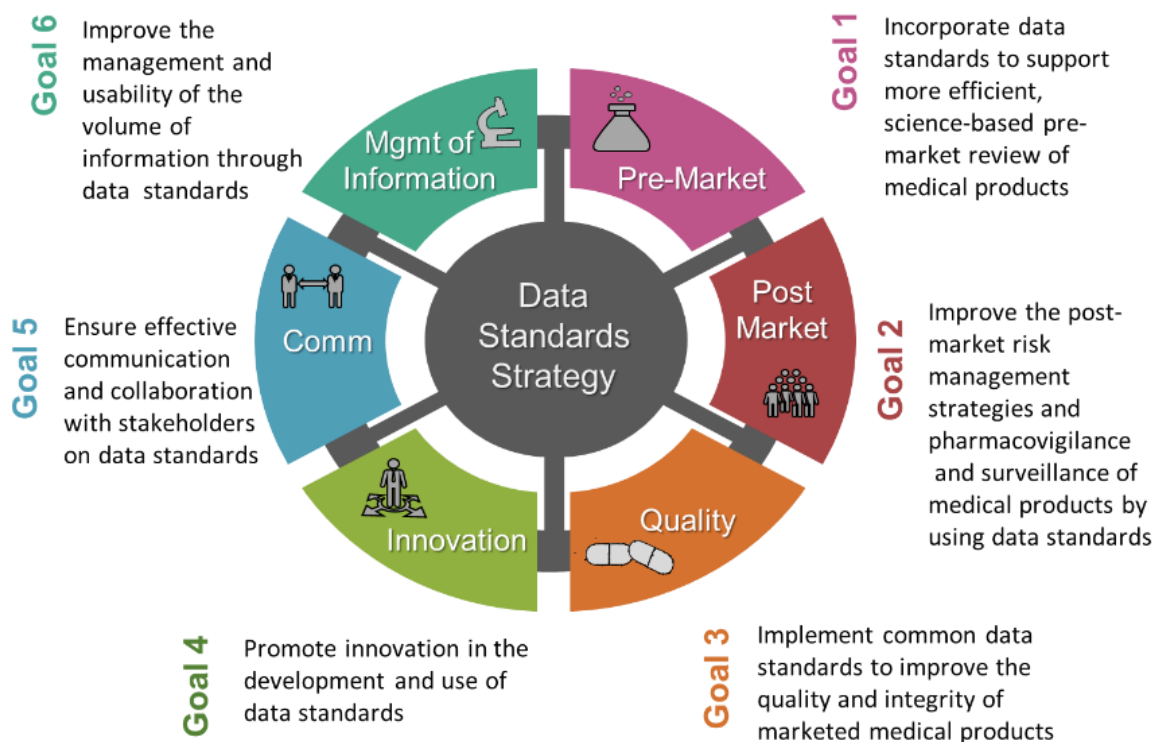 Goal 1
Incorporate data
standards to support
more efficient,
science-based pre-
market review of
medical products
Goal 2
Improve the post-
market risk
management
strategies and
pharmacovigilance
and surveillance of
medical products by
using data standards
Goal 3
Implement common data
standards to improve the
quality and integrity of
marketed medical products
Goal 4
Promote innovation in the
development and use of
data standards
Goal 5
Ensure effective
communication
and collaboration
with stakeholders
on data standards
Goal 6
Improve the
management and
usability of the
volume of
information through
data standards
Mgmt of
Information
Pre-Market
Post
Market
Quality
Innovation
Comm
Data
Standards
Strategy